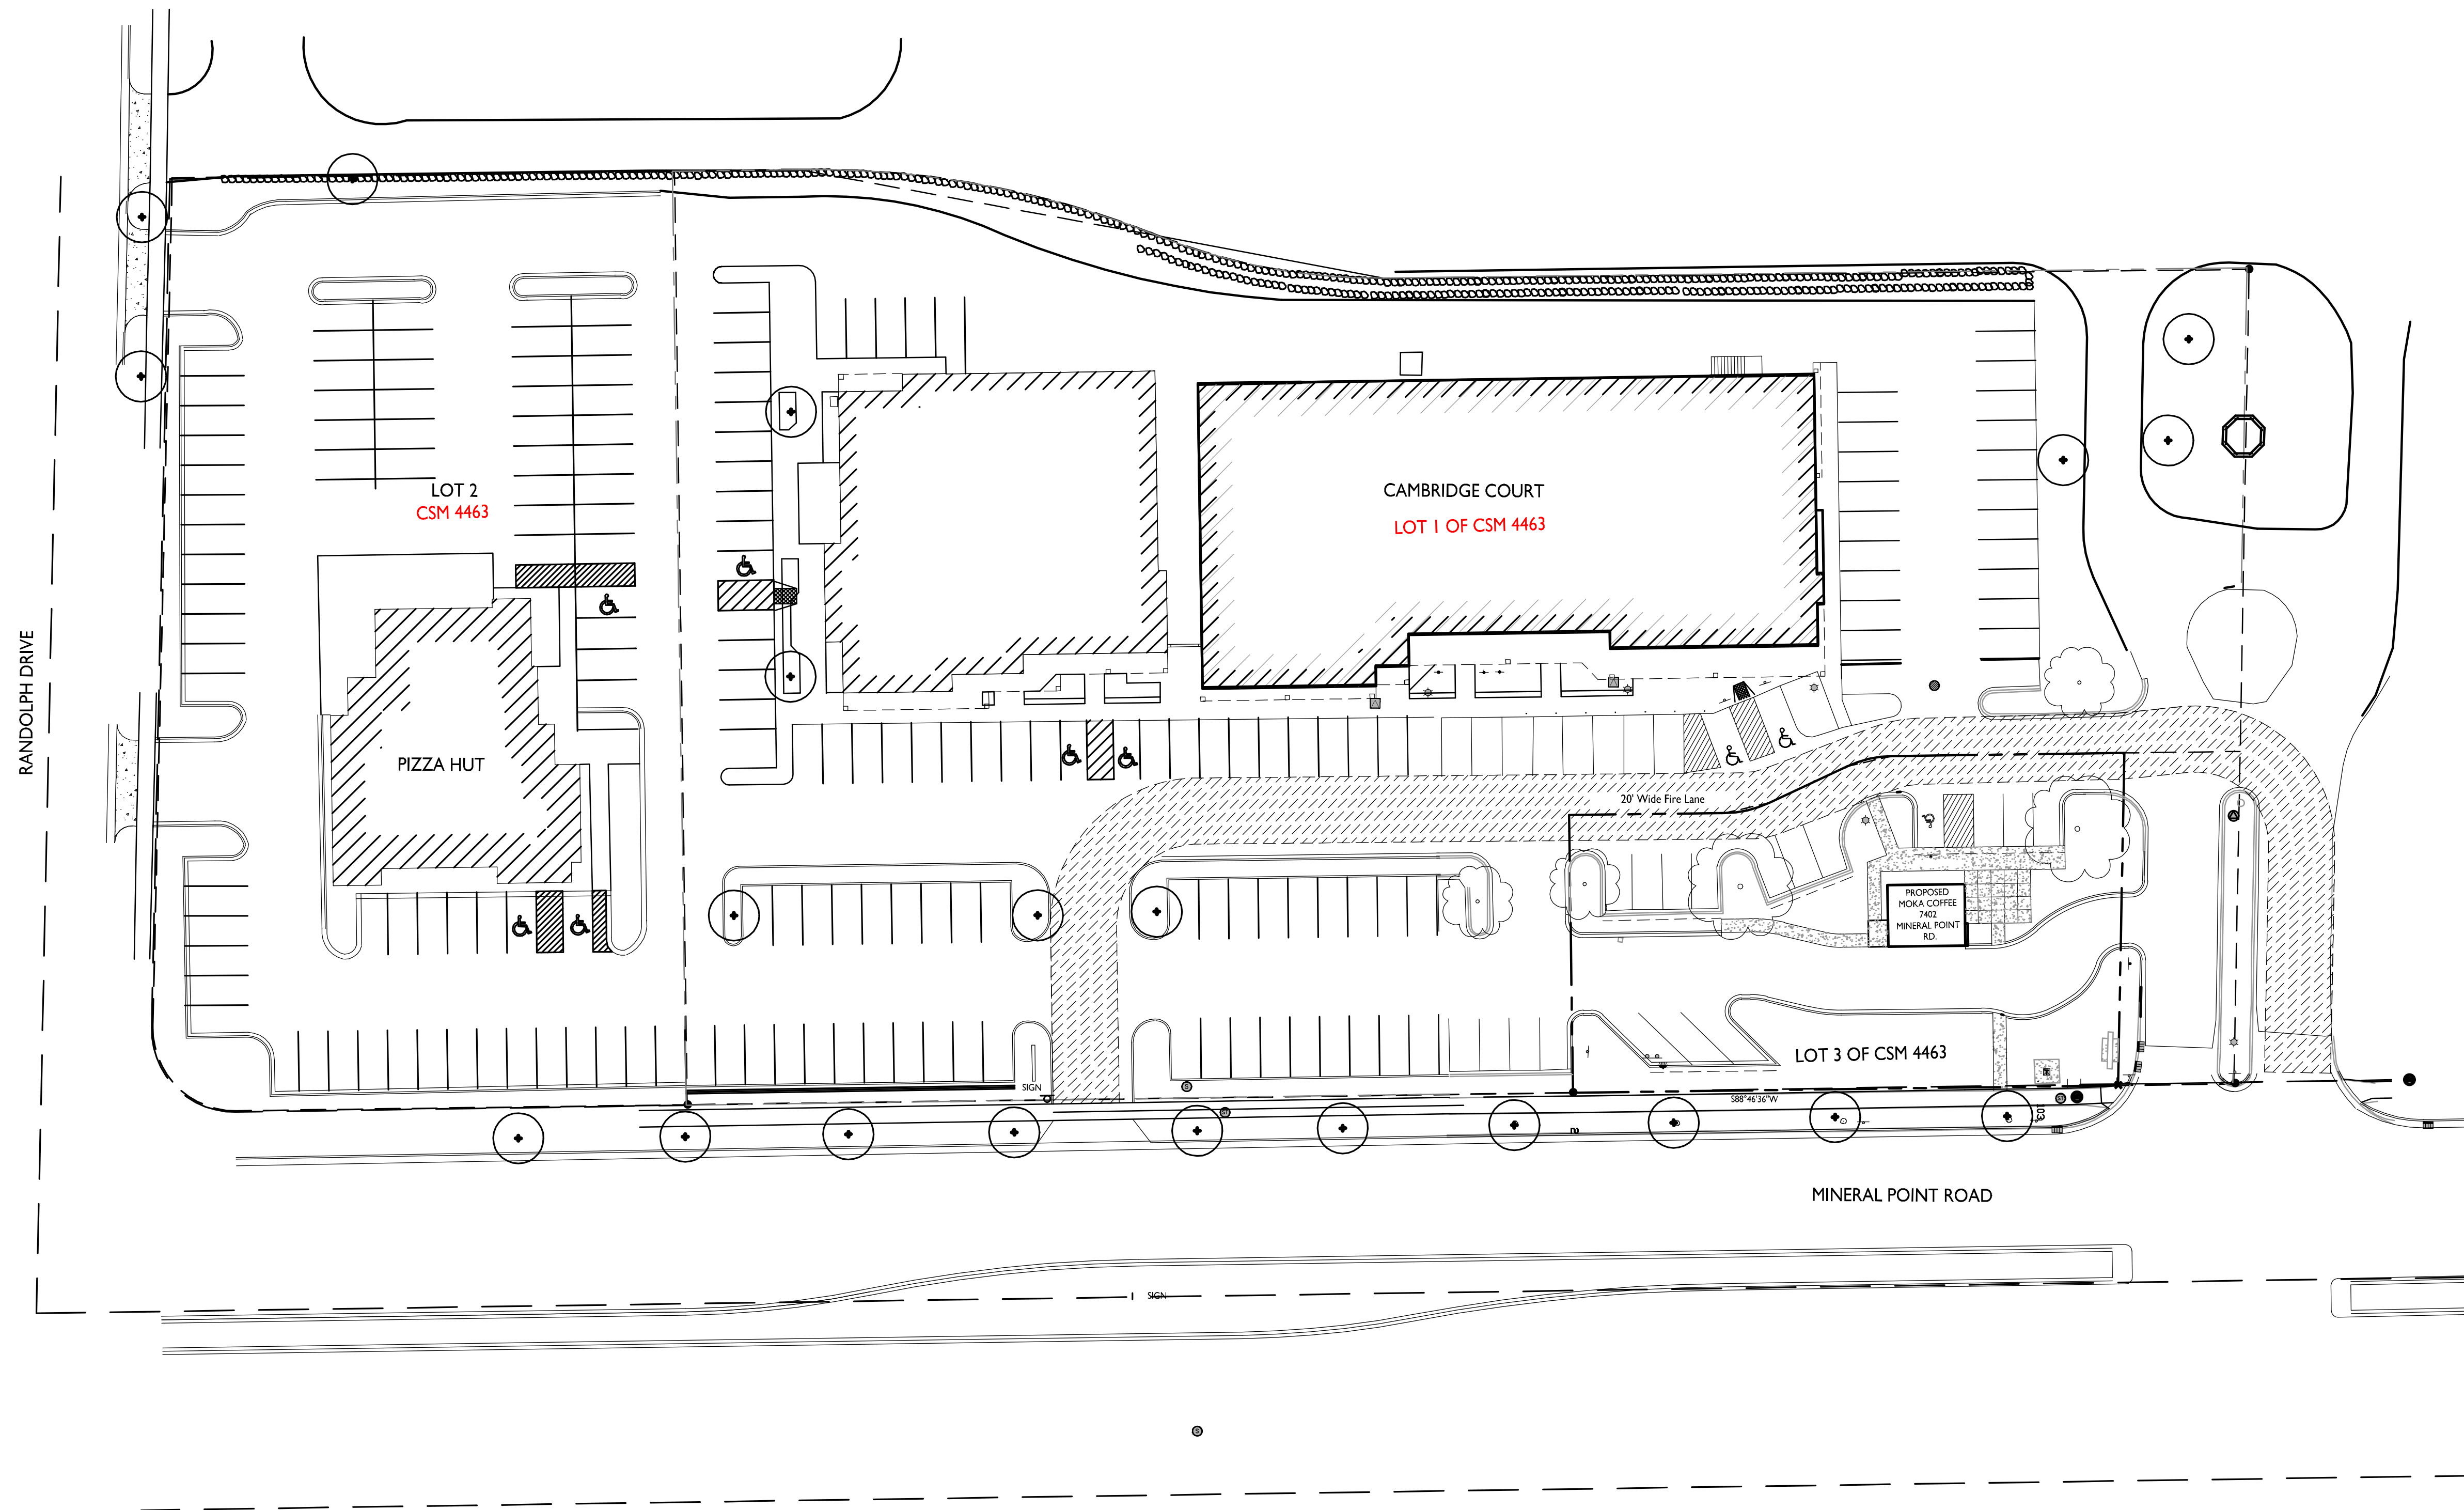 LOT 2
CSM 4463
CAMBRIDGE COURT
LOT 1 OF CSM 4463
RANDOLPH DRIVE
PIZZA HUT
20' Wide Fire Lane
PROPOSED
MOKA COFFEE
7402
MINERAL POINT
RD.
LOT 3 OF CSM 4463
SIGN
S88°46'36"W
103
MINERAL POINT ROAD
SIGN